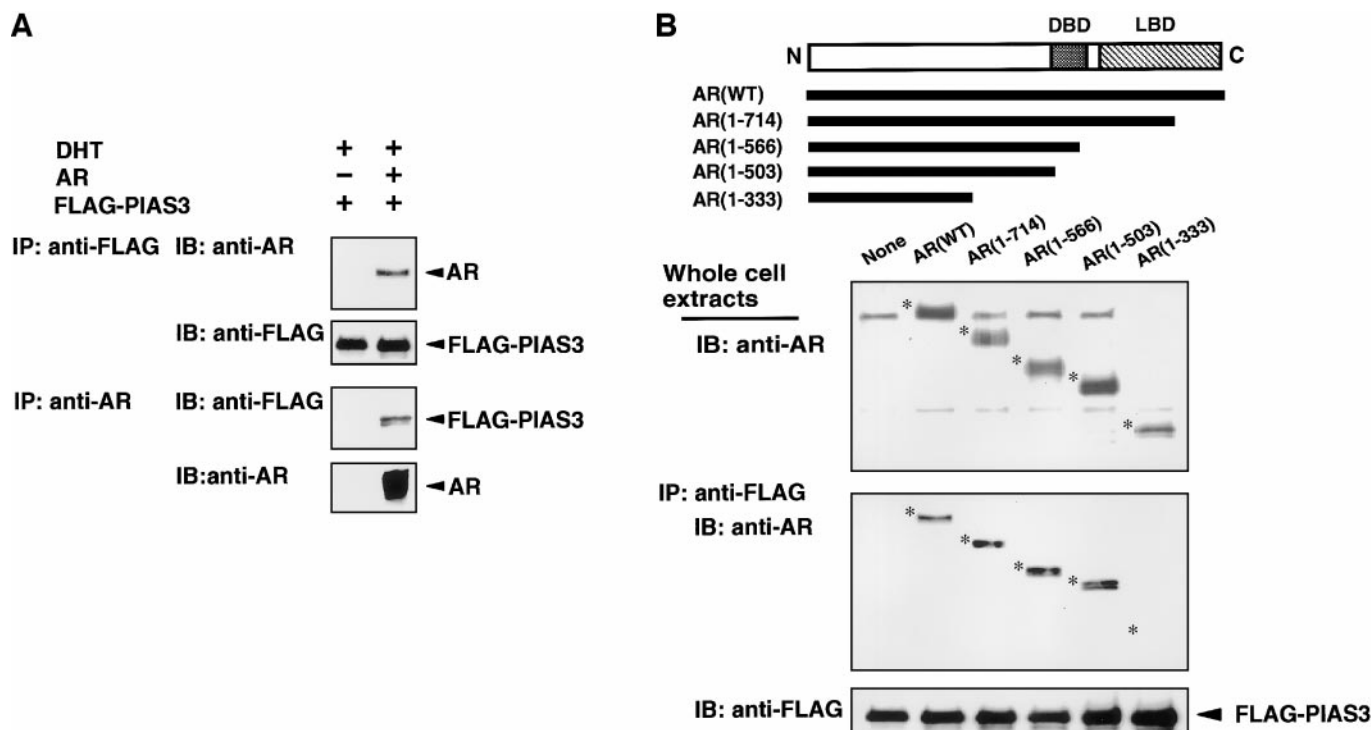 A
DHT + +
AR – +
FLAG-PIAS3 + +
IP: anti-FLAG IB: anti-AR AR
IB: anti-FLAG FLAG-PIAS3
IP: anti-AR IB: anti-FLAG FLAG-PIAS3
IB:anti-AR AR
B
DBD LBD
N C
AR(WT)
AR(1-714)
AR(1-566)
AR(1-503)
AR(1-333)
None AR(WT) AR(1-714) AR(1-566) AR(1-503) AR(1-333)
Whole cell
extracts
IB: anti-AR
* * * * *
IP: anti-FLAG
IB: anti-AR
* * * * *
IB: anti-FLAG FLAG-PIAS3